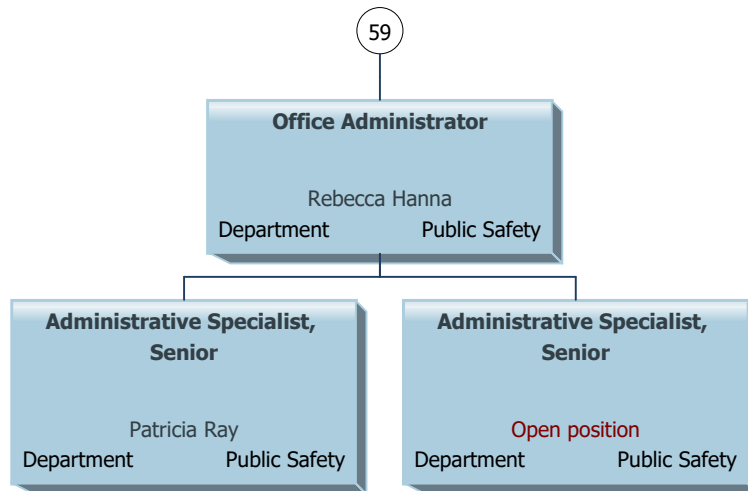 59
Office Administrator
Rebecca Hanna
Department Public Safety
Administrative Specialist,
Senior
Patricia Ray
Department Public Safety
Administrative Specialist,
Senior
Open position
Department Public Safety